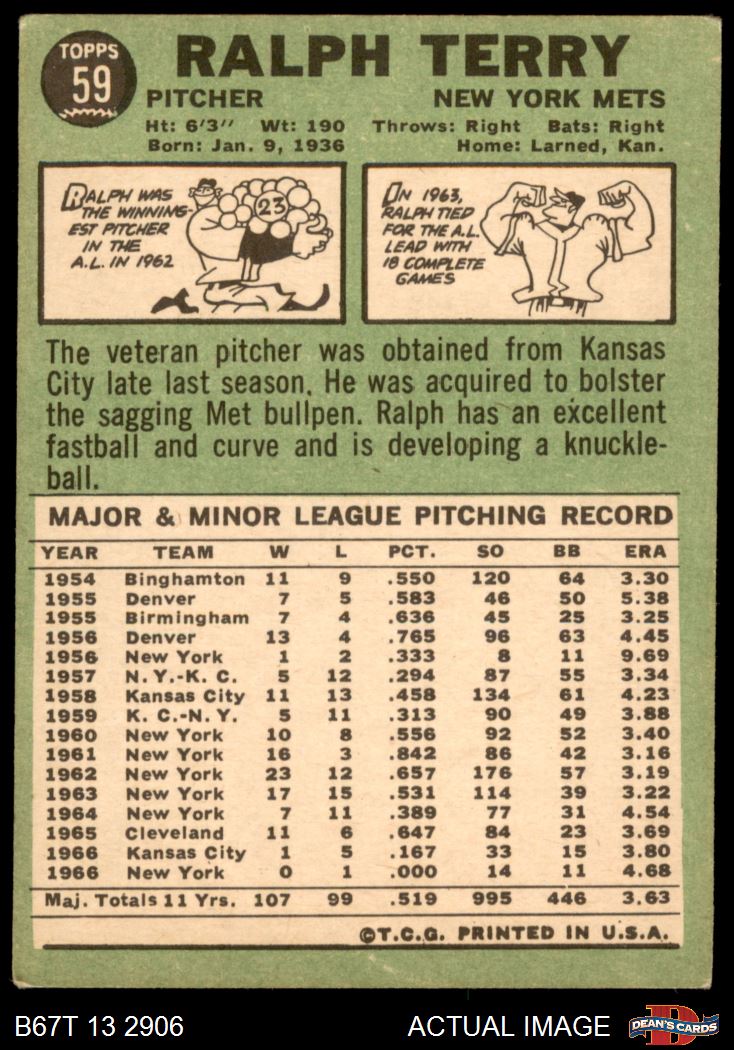 TOPPS
59
RALPH TERRY
PITCHER NEW YORK METS
Ht: 6'3" Wt: 190 Throws: Right Bats: Right
Born: Jan. 9, 1936 Home: Larned, Kan.
RALPH WAS
THE WINNING-
EST PITCHER
IN THE
A.L. IN 1962
23
IN 1963,
RALPH TIED
FOR THE A.L.
LEAD WITH
18 COMPLETE
GAMES
The veteran pitcher was obtained from Kansas
City late last season. He was acquired to bolster
the sagging Met bullpen. Ralph has an excellent
fastball and curve and is developing a knuckle-
ball.
MAJOR & MINOR LEAGUE PITCHING RECORD
YEAR TEAM W L PCT. SO BB ERA
1954 Binghamton 11 9 .550 120 64 3.30
1955 Denver 7 5 .583 46 50 5.38
1955 Birmingham 7 4 .636 45 25 3.25
1956 Denver 13 4 .765 96 63 4.45
1956 New York 1 2 .333 8 11 9.69
1957 N. Y.-K. C. 5 12 .294 87 55 3.34
1958 Kansas City 11 13 .458 134 61 4.23
1959 K. C.-N. Y. 5 11 .313 90 49 3.88
1960 New York 10 8 .556 92 52 3.40
1961 New York 16 3 .842 86 42 3.16
1962 New York 23 12 .657 176 57 3.19
1963 New York 17 15 .531 114 39 3.22
1964 New York 7 11 .389 77 31 4.54
1965 Cleveland 11 6 .647 84 23 3.69
1966 Kansas City 1 5 .167 33 15 3.80
1966 New York 0 1 .000 14 11 4.68
Maj. Totals 11 Yrs. 107 99 .519 995 446 3.63
©T.C.G. PRINTED IN U.S.A.
B67T 13 2906 ACTUAL IMAGE DEAN'S CARDS